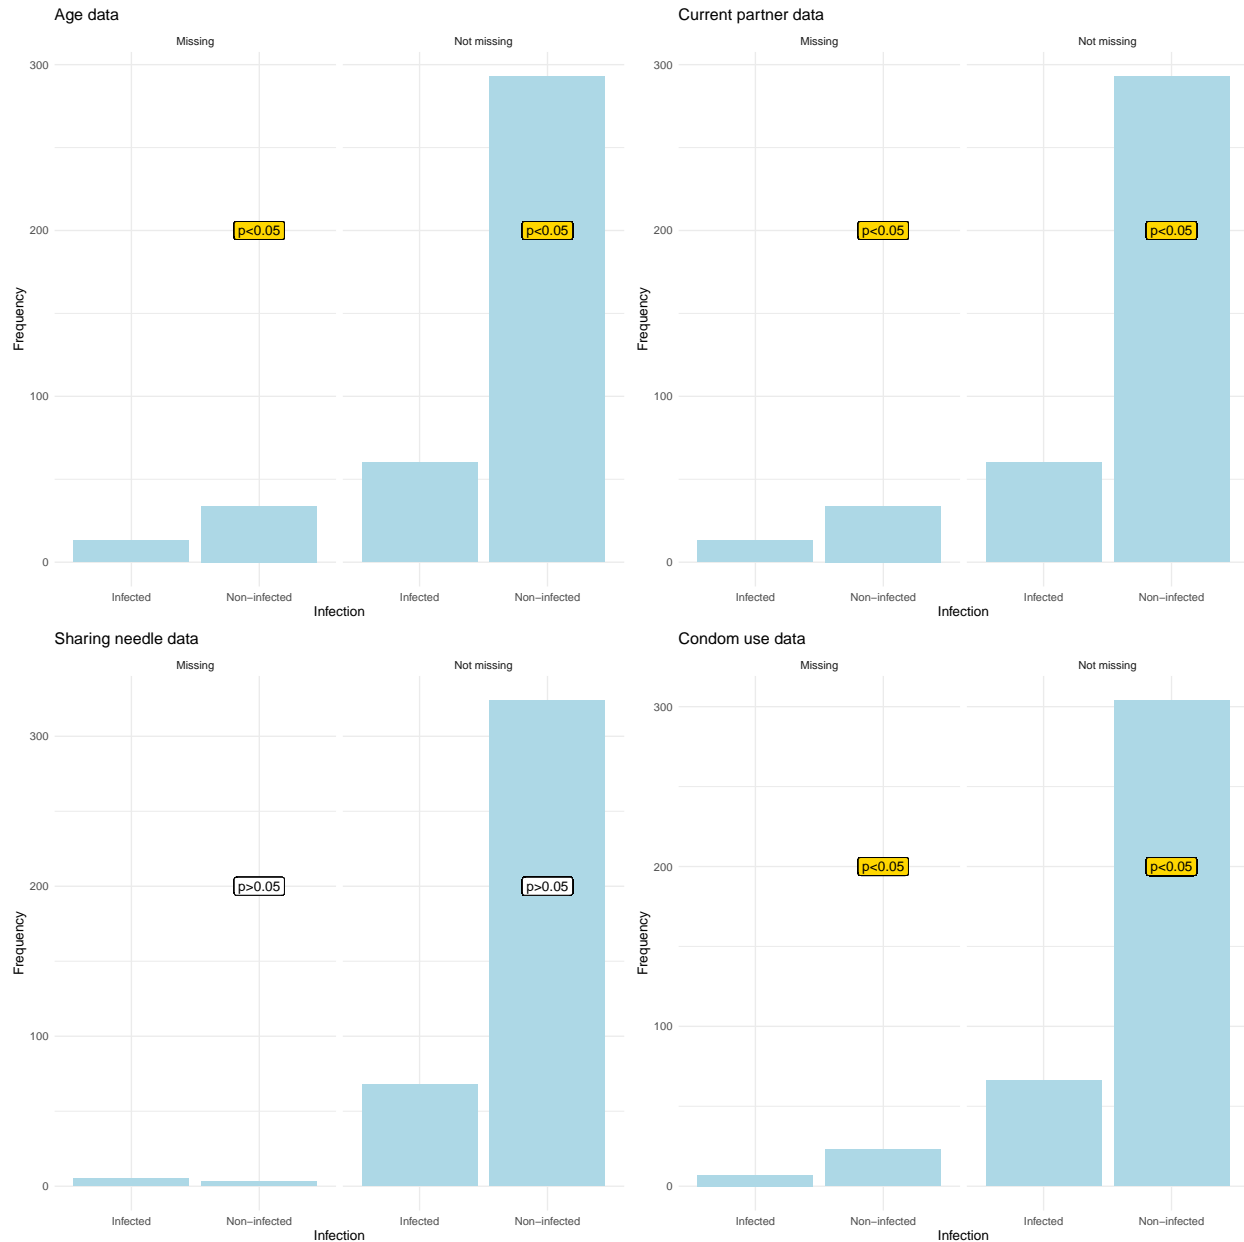 Age data
Missing
Not missing
300
200
100
0
Frequency
p<0.05
p<0.05
Infected
Non−infected
Infected
Non−infected
Infection
Current partner data
Missing
Not missing
300
200
100
0
Frequency
p<0.05
p<0.05
Infected
Non−infected
Infected
Non−infected
Infection
Sharing needle data
Missing
Not missing
300
200
100
0
Frequency
p>0.05
p>0.05
Infected
Non−infected
Infected
Non−infected
Infection
Condom use data
Missing
Not missing
300
200
100
0
Frequency
p<0.05
p<0.05
Infected
Non−infected
Infected
Non−infected
Infection